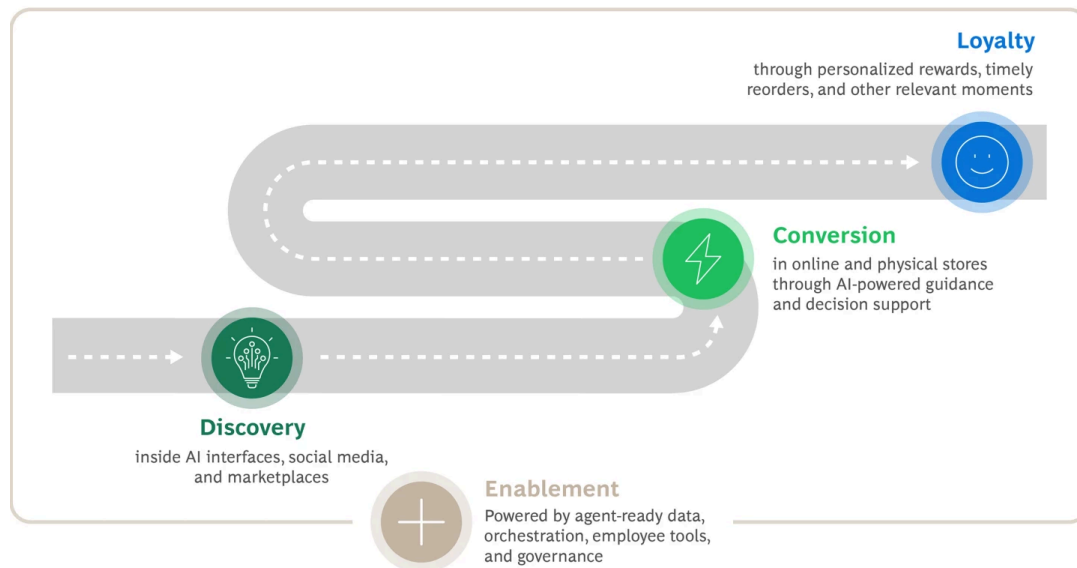 Loyalty
through personalized rewards, timely
reorders, and other relevant moments
Conversion
in online and physical stores
through AI-powered guidance
and decision support
Discovery
inside AI interfaces, social media,
and marketplaces
Enablement
Powered by agent-ready data,
orchestration, employee tools,
and governance